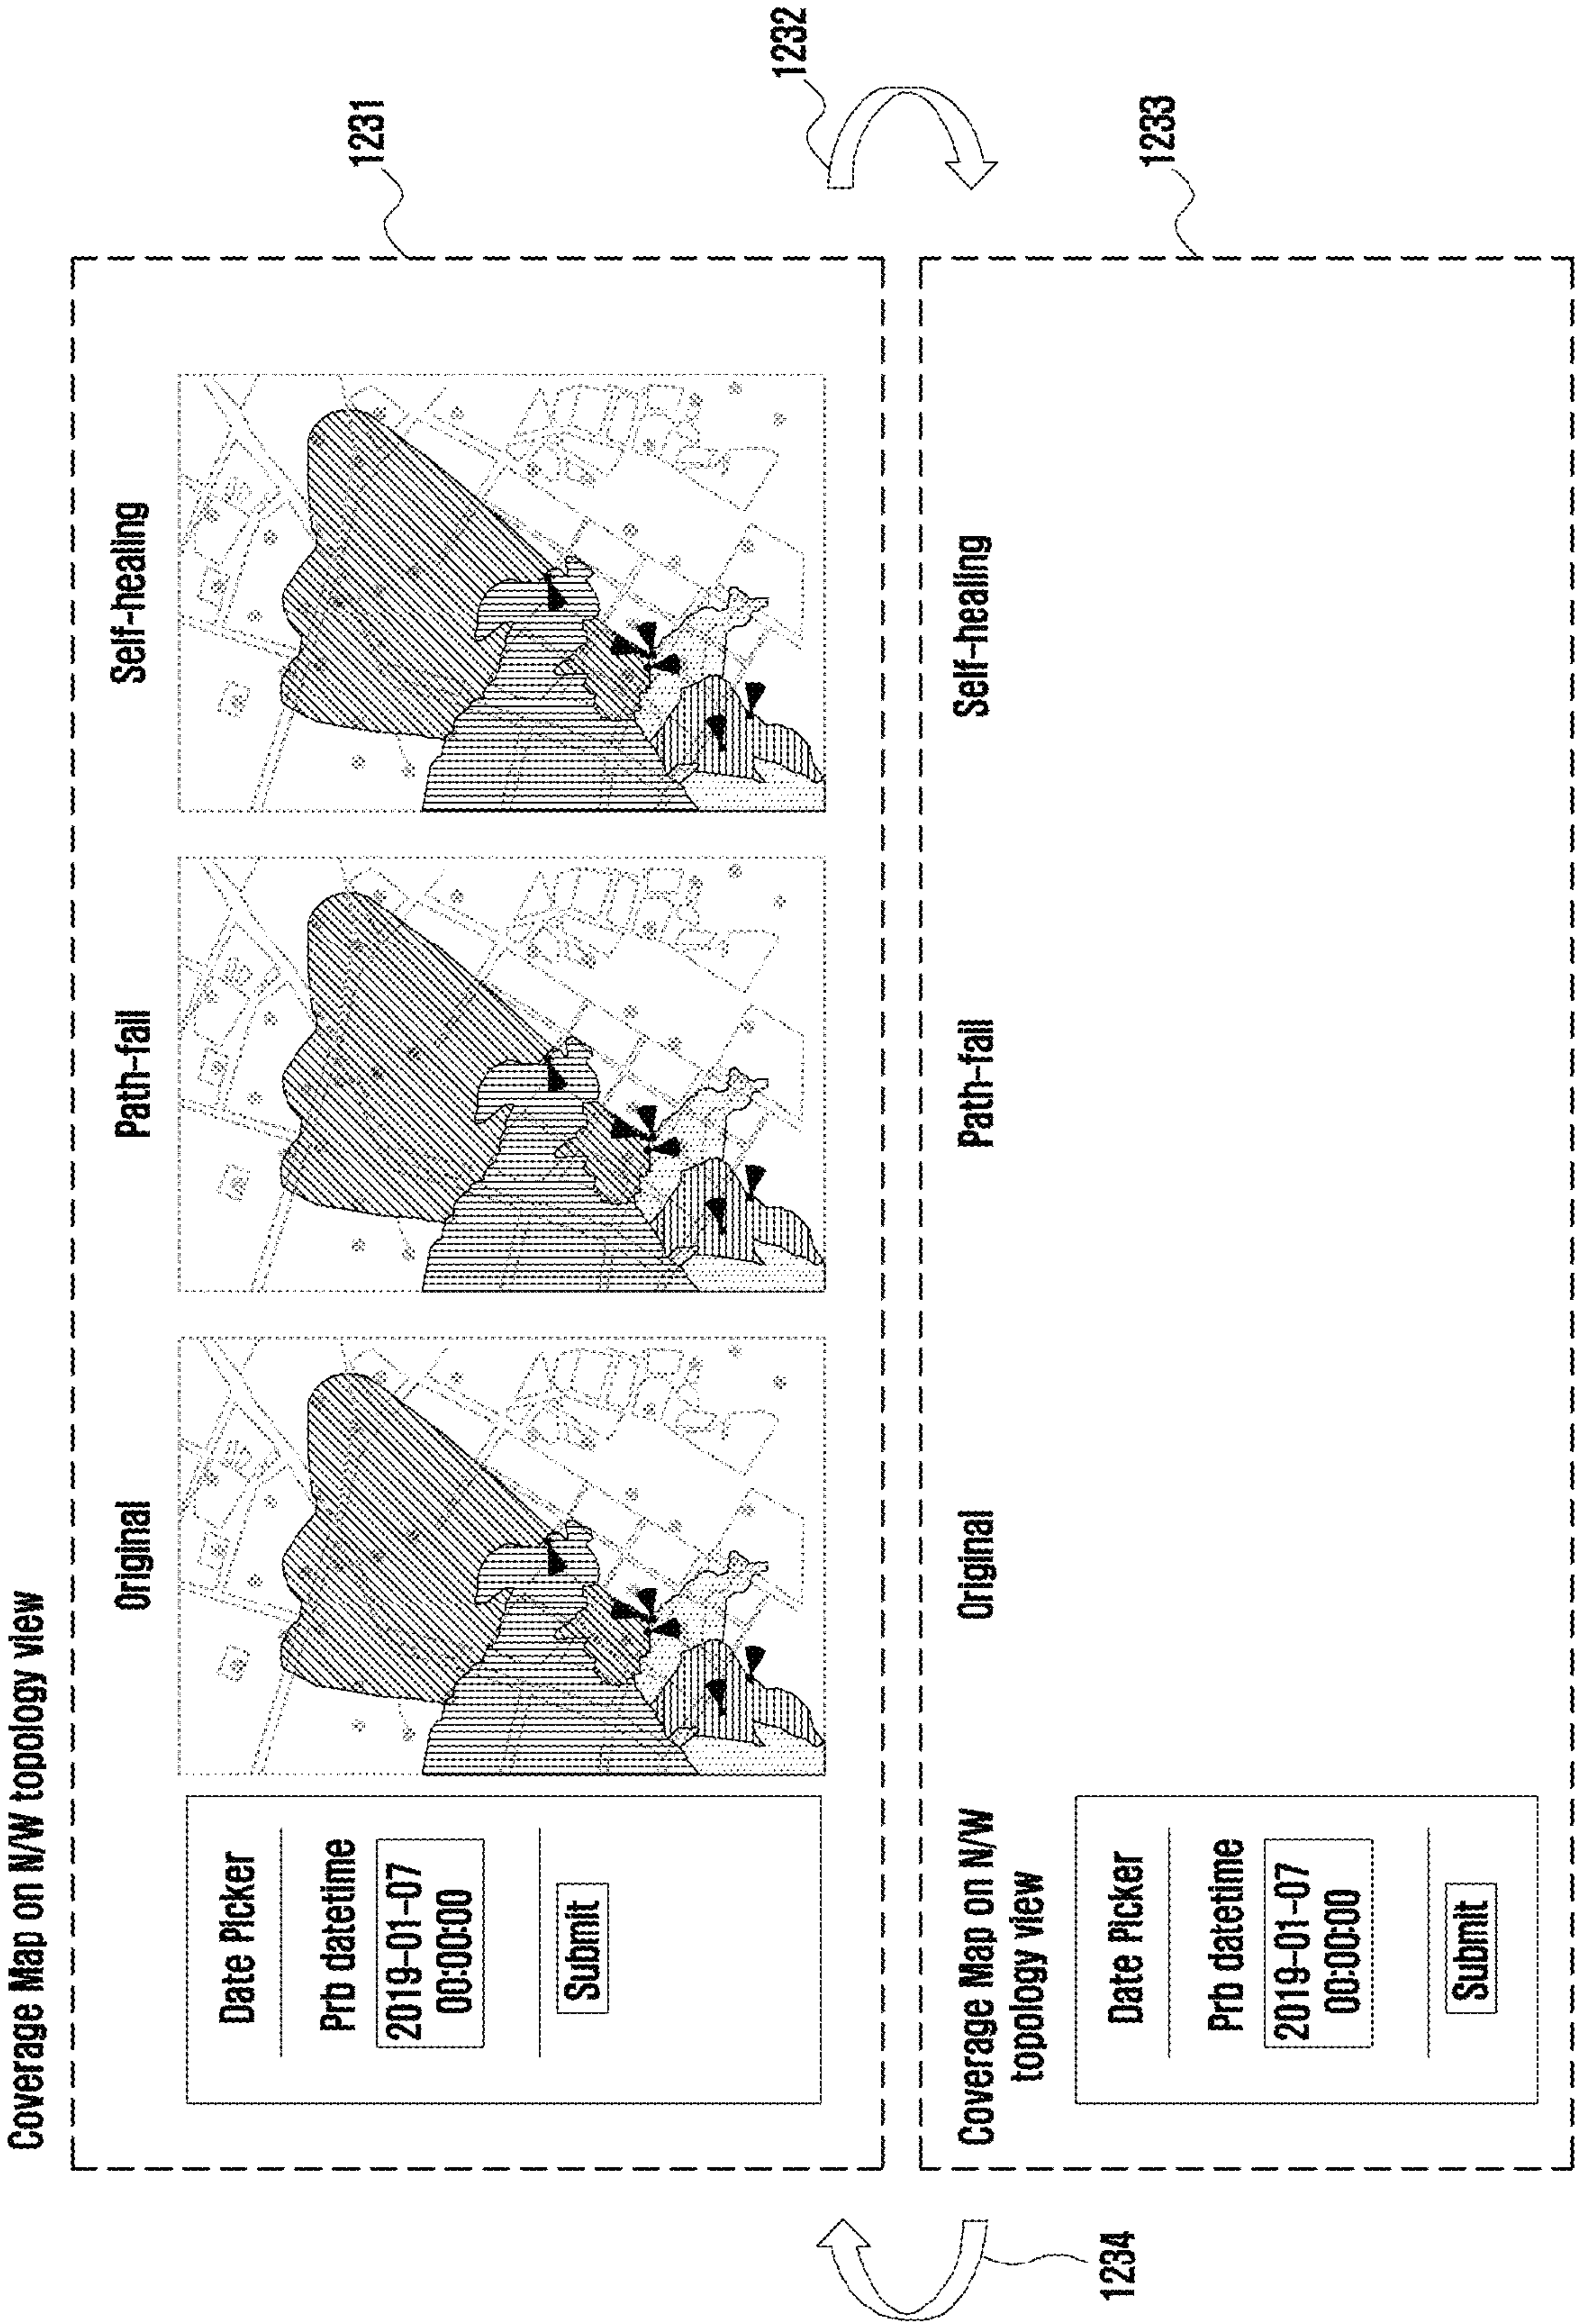 Coverage Map on N/W topology view
Original
Path-fail
Self-healing
1231
Date Picker
Prb datetime
2019-01-07
00:00:00
Submit
1232
1234
Coverage Map on N/W
topology view
Original
Path-fail
Self-healing
1233
Date Picker
Prb datetime
2019-01-07
00:00:00
Submit